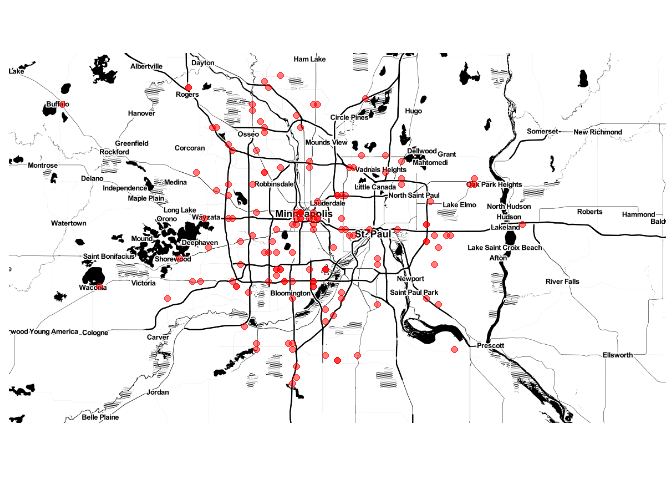 Ham Lake
Dayton
Albertville
Lake
Rogers
Buffalo
Hanover
Circle Pines
Hugo
Osseo
Somerset
New Richmond
Greenfield
Rockford
Corcoran
Mounds View
Dellwood
Grant
Mahtomedi
Montrose
Vadnais Heights
Delano
Medina
Independence
Robbinsdale
Little Canada
Oak Park Heights
Maple Plain
North Saint Paul
Lauderdale
Lake Elmo
North Hudson
Long Lake
Orono
Wayzata
Minneapolis
Hudson
Roberts
Hammond
Watertown
Lakeland
Bald
St. Paul
Mound
Deephaven
Lake Saint Croix Beach
Saint Bonifacius
Shorewood
Afton
Waconia
Victoria
Newport
River Falls
Bloomington
Saint Paul Park
rwood Young America
Cologne
Carver
Prescott
Ellsworth
Jordan
Belle Plaine